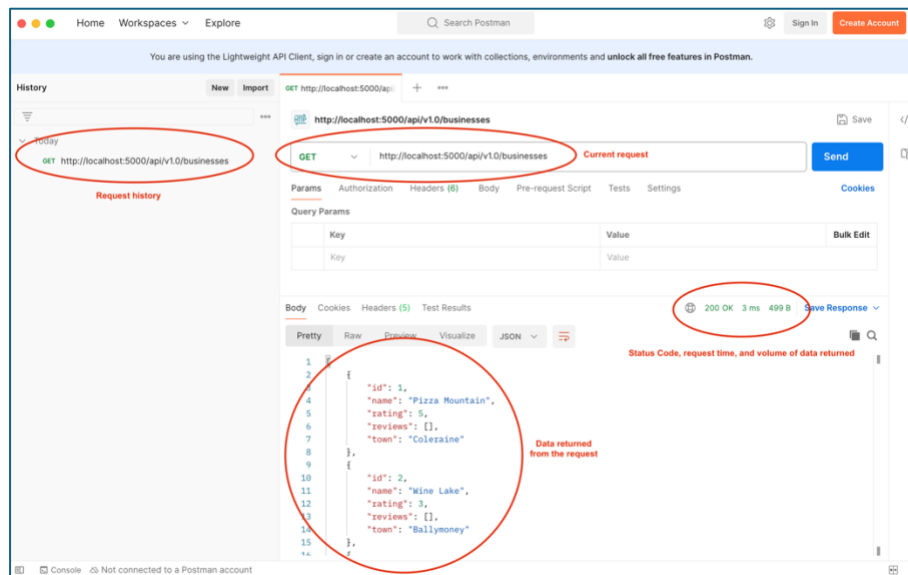 Home Workspaces Explore Search Postman Sign In Create Account
You are using the Lightweight API Client, sign in or create an account to work with collections, environments and unlock all free features in Postman.
History New Import GET http://localhost:5000/api
http://localhost:5000/api/v1.0/businesses Save
Today
GET http://localhost:5000/api/v1.0/businesses
Request history
GET http://localhost:5000/api/v1.0/businesses Current request Send
Params Authorization Headers (6) Body Pre-request Script Tests Settings Cookies
Query Params
Key Value Bulk Edit
Key Value
Body Cookies Headers (5) Test Results 200 OK 3 ms 499 B Save Response
Pretty Raw Preview Visualize JSON
Status Code, request time, and volume of data returned
1 [
2 {
3 "id": 1,
4 "name": "Pizza Mountain",
5 "rating": 5,
6 "reviews": [],
7 "town": "Coleraine"
8 },
9 {
10 "id": 2,
11 "name": "Wine Lake",
12 "rating": 3,
13 "reviews": [],
14 "town": "Ballymoney"
15 },
16 {
Data returned
from the request
Console Not connected to a Postman account